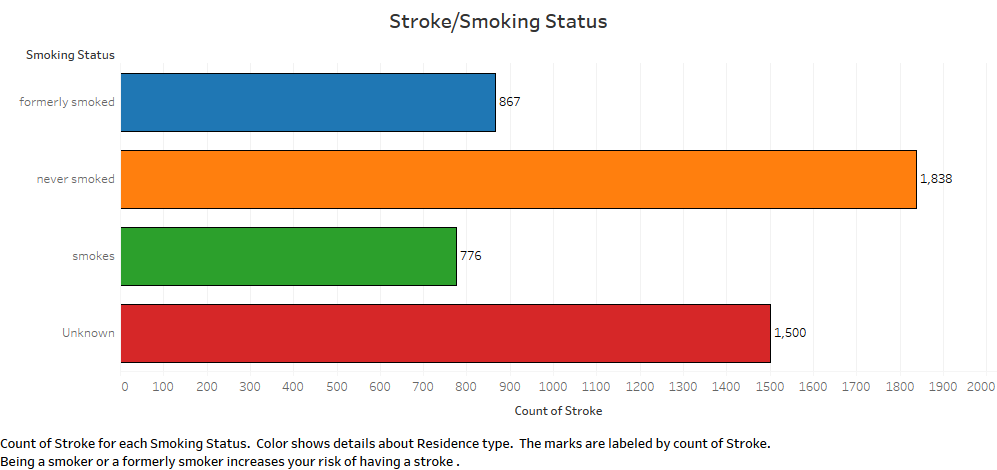 Stroke/Smoking Status
Smoking Status
formerly smoked 867
never smoked 1,838
smokes 776
Unknown 1,500
0 100 200 300 400 500 600 700 800 900 1000 1100 1200 1300 1400 1500 1600 1700 1800 1900 2000
Count of Stroke
Count of Stroke for each Smoking Status. Color shows details about Residence type. The marks are labeled by count of Stroke.
Being a smoker or a formerly smoker increases your risk of having a stroke .